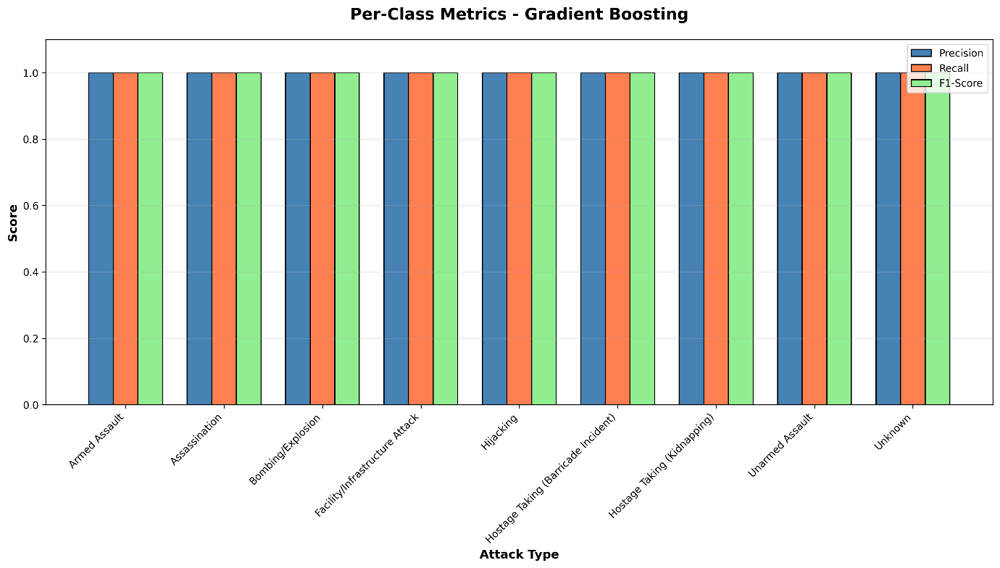 Per-Class Metrics - Gradient Boosting
Precision
Recall
F1-Score
Score
1.0
0.8
0.6
0.4
0.2
0.0
Armed Assault
Assassination
Bombing/Explosion
Facility/Infrastructure Attack
Hijacking
Hostage Taking (Barricade Incident)
Hostage Taking (Kidnapping)
Unarmed Assault
Unknown
Attack Type